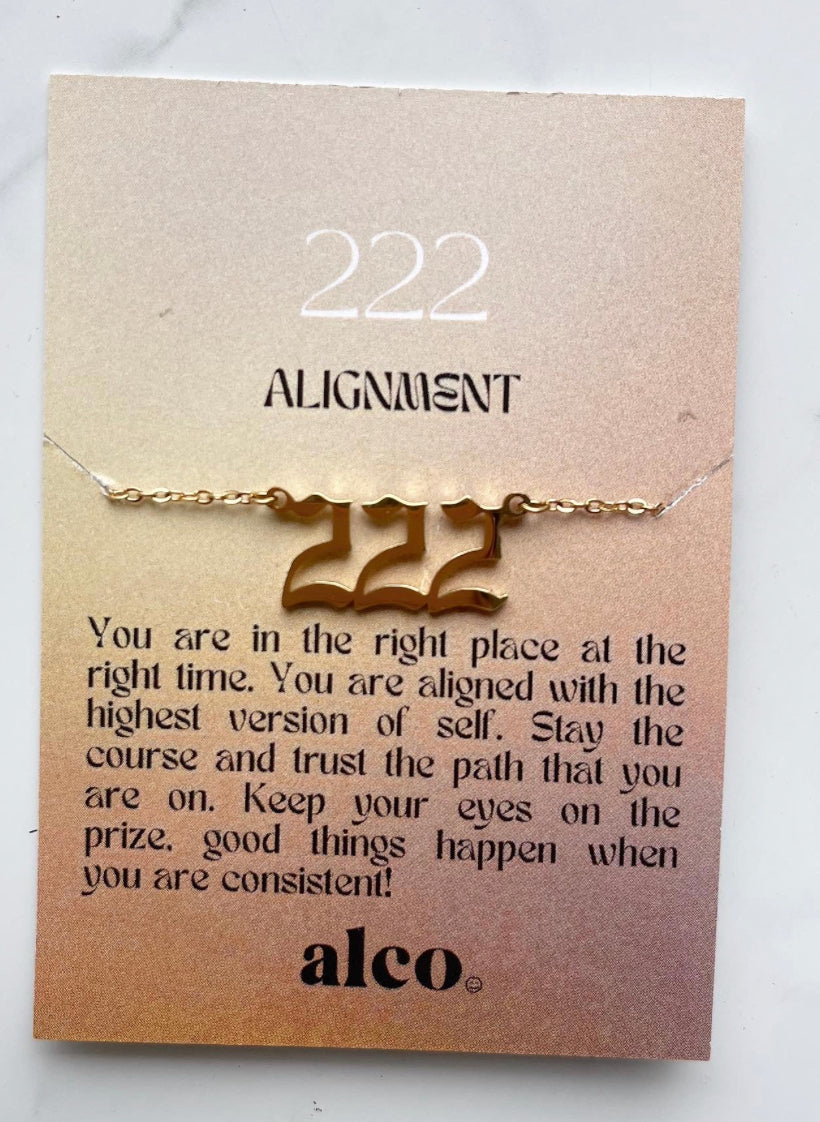 222
ALIGNMENT
222
You are in the right place at the
right time. You are aligned with the
highest version of self. Stay the
course and trust the path that you
are on. Keep your eyes on the
prize, good things happen when
you are consistent!
alco